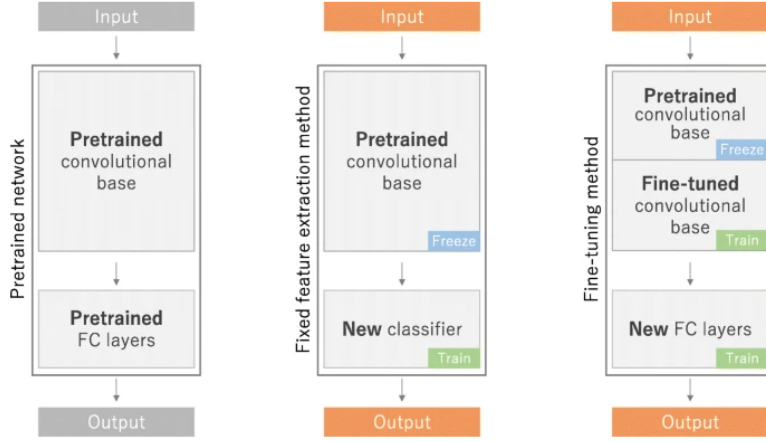 Input
Pretrained network
Pretrained
convolutional
base
Pretrained
FC layers
Output
Input
Fixed feature extraction method
Pretrained
convolutional
base
Freeze
New classifier
Train
Output
Input
Fine-tuning method
Pretrained
convolutional
base
Freeze
Fine-tuned
convolutional
base
Train
New FC layers
Train
Output